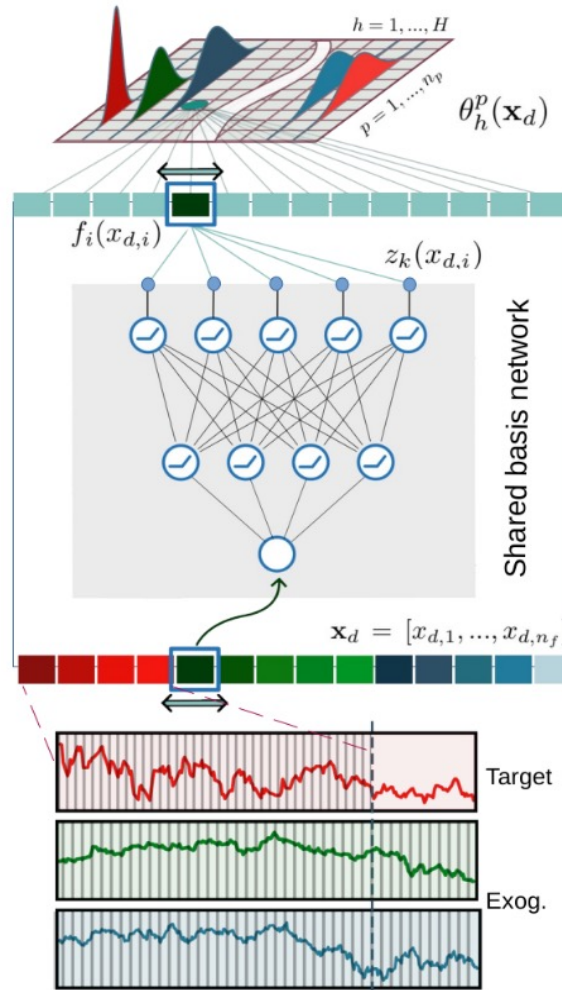 h = 1, ..., H
p = 1, ..., n_p
θ_h^p(𝐱_d)
f_i(x_{d,i})
z_k(x_{d,i})
Shared basis network
𝐱_d = [x_{d,1}, ..., x_{d,n_f}
Target
Exog.